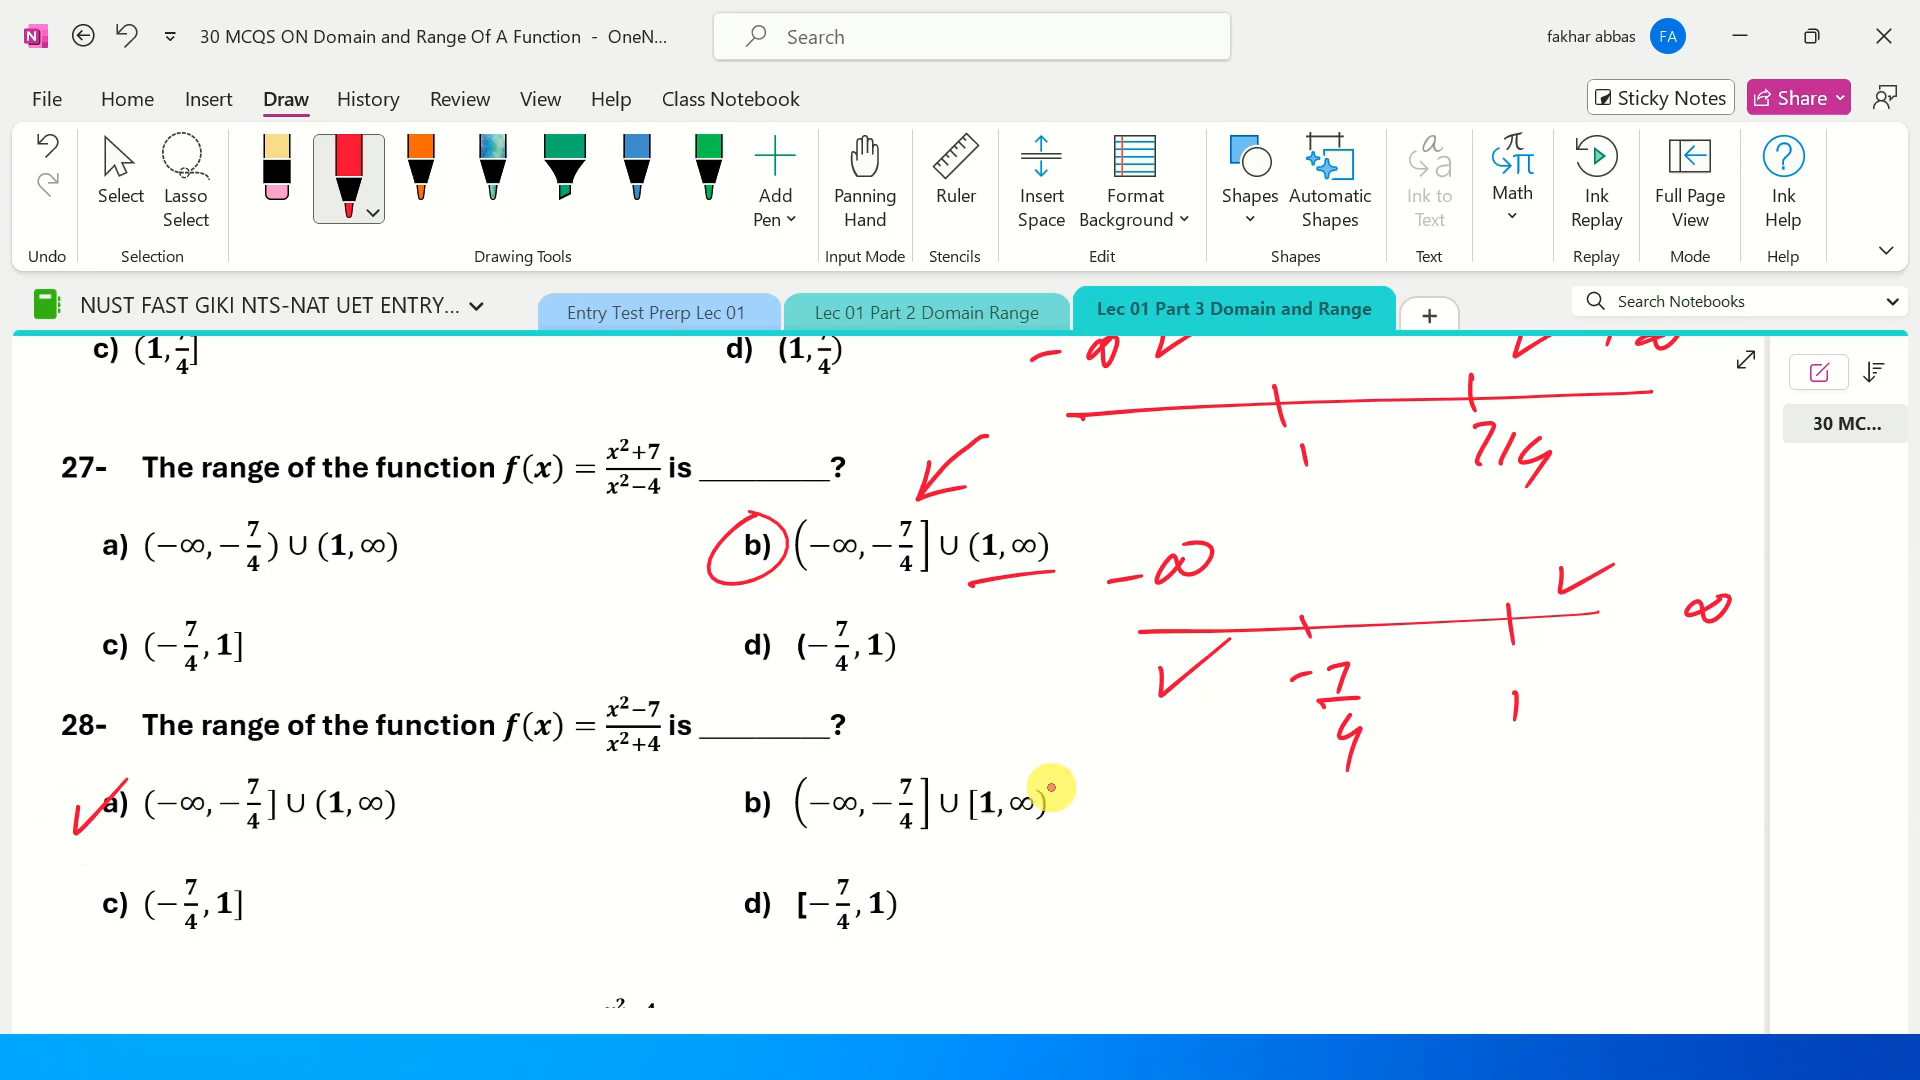 30 MCQS ON Domain and Range Of A Function - OneN...
Search
fakhar abbas
FA
File Home Insert Draw History Review View Help Class Notebook
Sticky Notes
Share
Select
Lasso Select
Add Pen
Panning Hand
Ruler
Insert Space
Format Background
Shapes
Automatic Shapes
Ink to Text
Math
Ink Replay
Full Page View
Ink Help
Undo Selection Drawing Tools Input Mode Stencils Edit Shapes Text Replay Mode Help
NUST FAST GIKI NTS-NAT UET ENTRY...
Entry Test Prerp Lec 01
Lec 01 Part 2 Domain Range
Lec 01 Part 3 Domain and Range
+
Search Notebooks
30 MC...
c) (1, 7/4] d) (1, 7/4)
-∞ ✓ ✓ +∞
1 7/4
27- The range of the function f(x) = (x²+7)/(x²−4) is _________?
a) (−∞, −7/4) ∪ (1, ∞) b) (−∞, −7/4] ∪ (1, ∞)
c) (−7/4, 1] d) (−7/4, 1)
-∞ ✓ ∞
✓ -7/4 1
28- The range of the function f(x) = (x²−7)/(x²+4) is _________?
✓ a) (−∞, −7/4] ∪ (1, ∞) b) (−∞, −7/4] ∪ [1, ∞)
c) (−7/4, 1] d) [−7/4, 1)